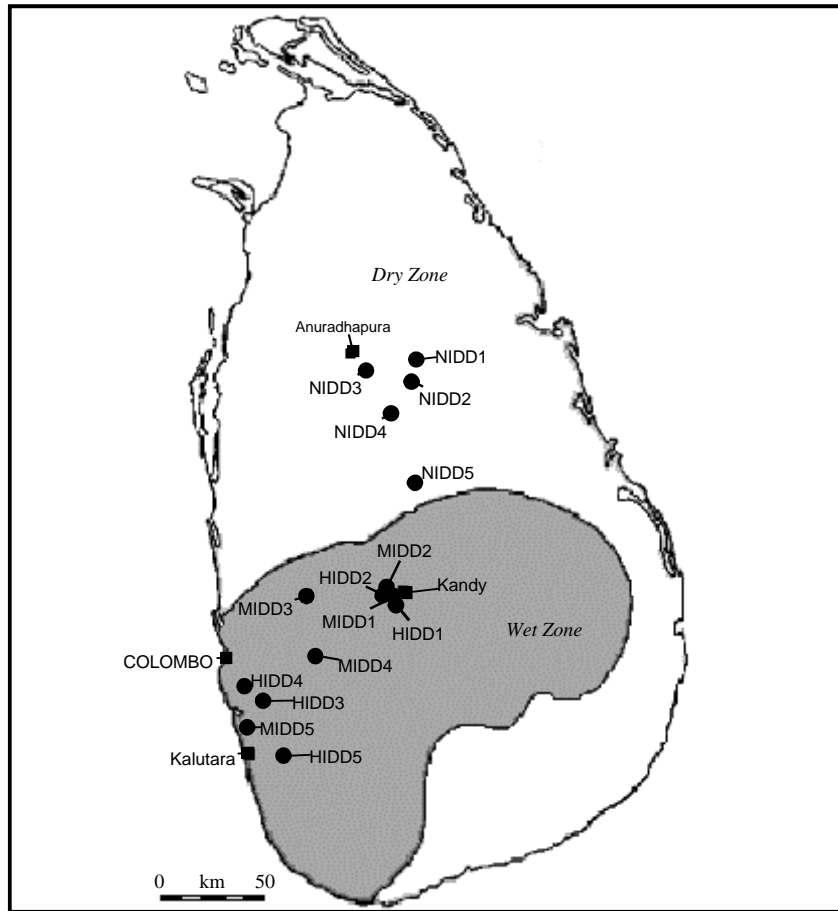 Dry Zone
Anuradhapura
NIDD1
NIDD3
NIDD2
NIDD4
NIDD5
MIDD2
HIDD2
Kandy
MIDD3
MIDD1
HIDD1
Wet Zone
COLOMBO
MIDD4
HIDD4
HIDD3
MIDD5
Kalutara
HIDD5
0 km 50